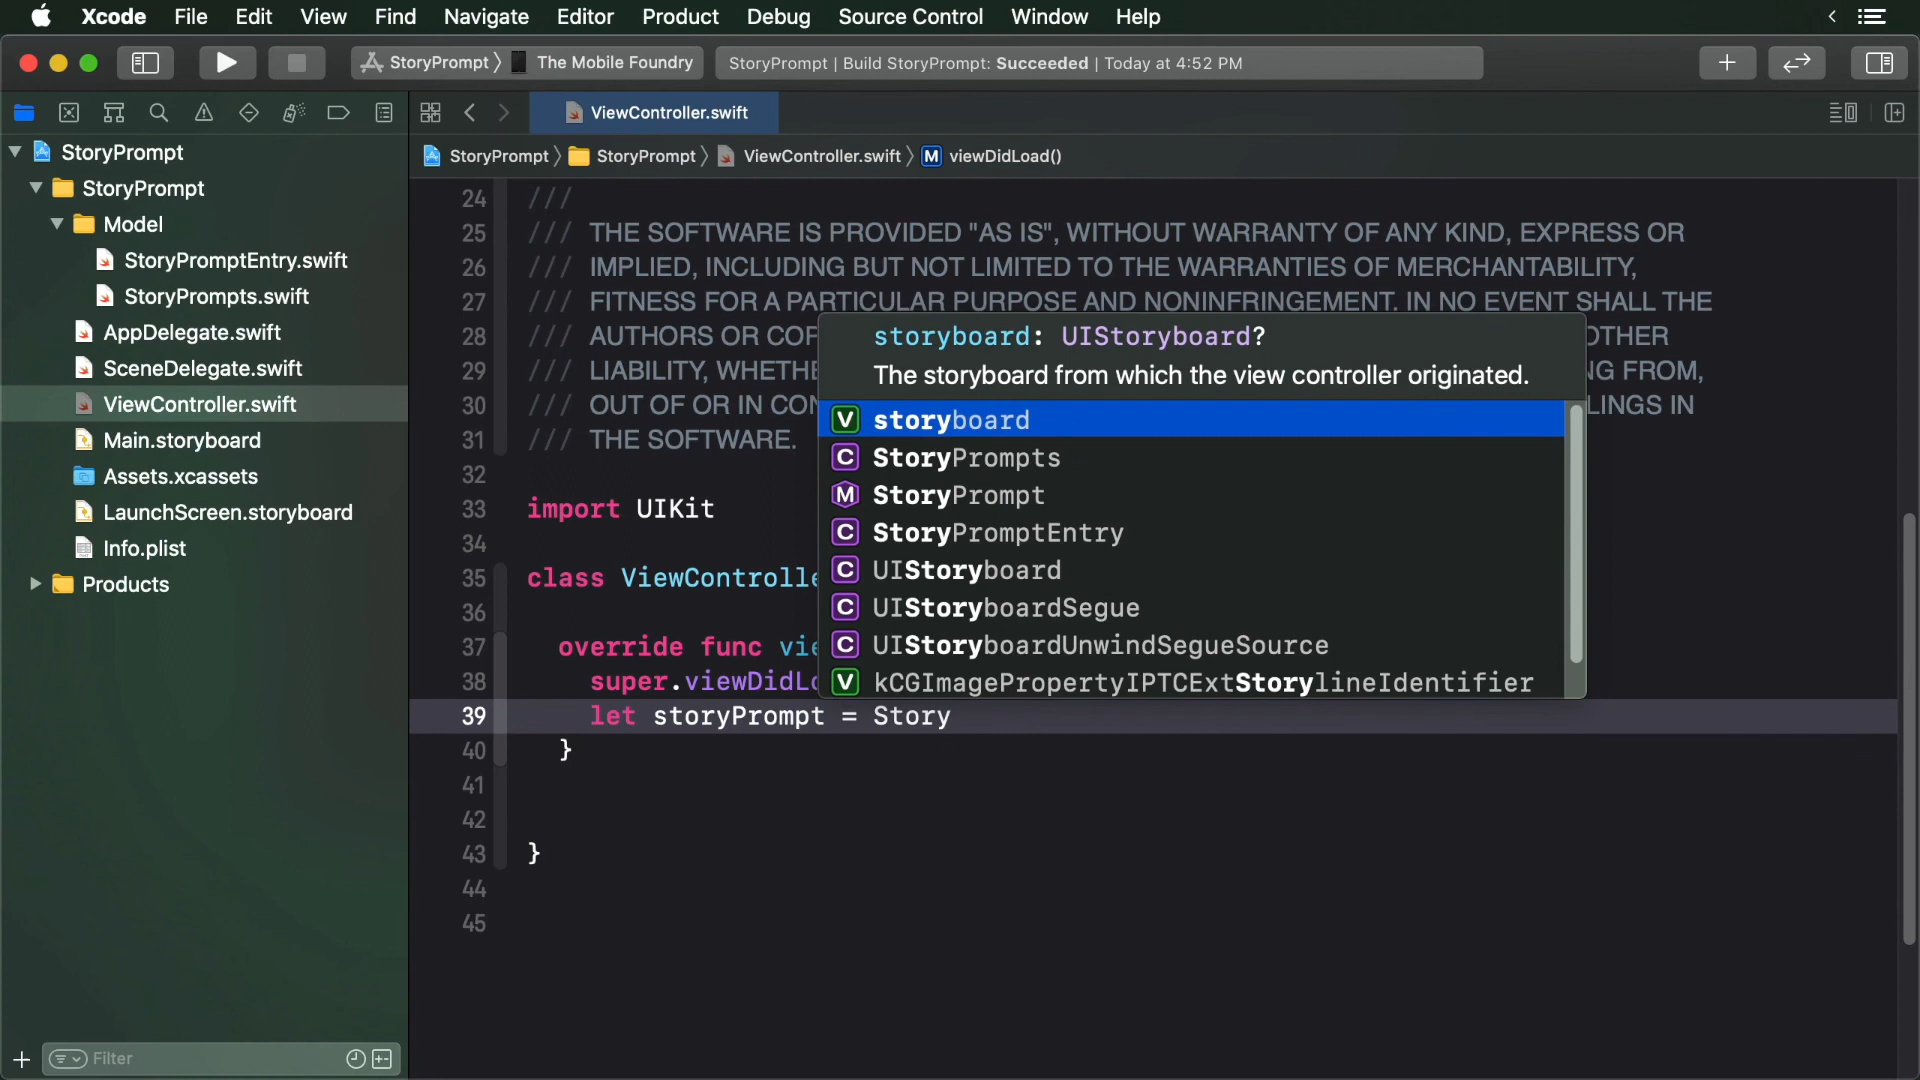 Xcode File Edit View Find Navigate Editor Product Debug Source Control Window Help
StoryPrompt The Mobile Foundry StoryPrompt | Build StoryPrompt: Succeeded | Today at 4:52 PM
ViewController.swift
StoryPrompt StoryPrompt ViewController.swift M viewDidLoad()
StoryPrompt
StoryPrompt
Model
StoryPromptEntry.swift
StoryPrompts.swift
AppDelegate.swift
SceneDelegate.swift
ViewController.swift
Main.storyboard
Assets.xcassets
LaunchScreen.storyboard
Info.plist
Products
Filter
24 ///
25 /// THE SOFTWARE IS PROVIDED "AS IS", WITHOUT WARRANTY OF ANY KIND, EXPRESS OR
26 /// IMPLIED, INCLUDING BUT NOT LIMITED TO THE WARRANTIES OF MERCHANTABILITY,
27 /// FITNESS FOR A PARTICULAR PURPOSE AND NONINFRINGEMENT. IN NO EVENT SHALL THE
28 /// AUTHORS OR COP OTHER
29 /// LIABILITY, WHETHE NG FROM,
30 /// OUT OF OR IN CON LINGS IN
31 /// THE SOFTWARE.
32
33 import UIKit
34
35 class ViewControlle
36
37 override func vie
38 super.viewDidLo
39 let storyPrompt = Story
40 }
41
42
43 }
44
45
storyboard: UIStoryboard?
The storyboard from which the view controller originated.
V storyboard
C StoryPrompts
M StoryPrompt
C StoryPromptEntry
C UIStoryboard
C UIStoryboardSegue
C UIStoryboardUnwindSegueSource
V kCGImagePropertyIPTCExtStorylineIdentifier